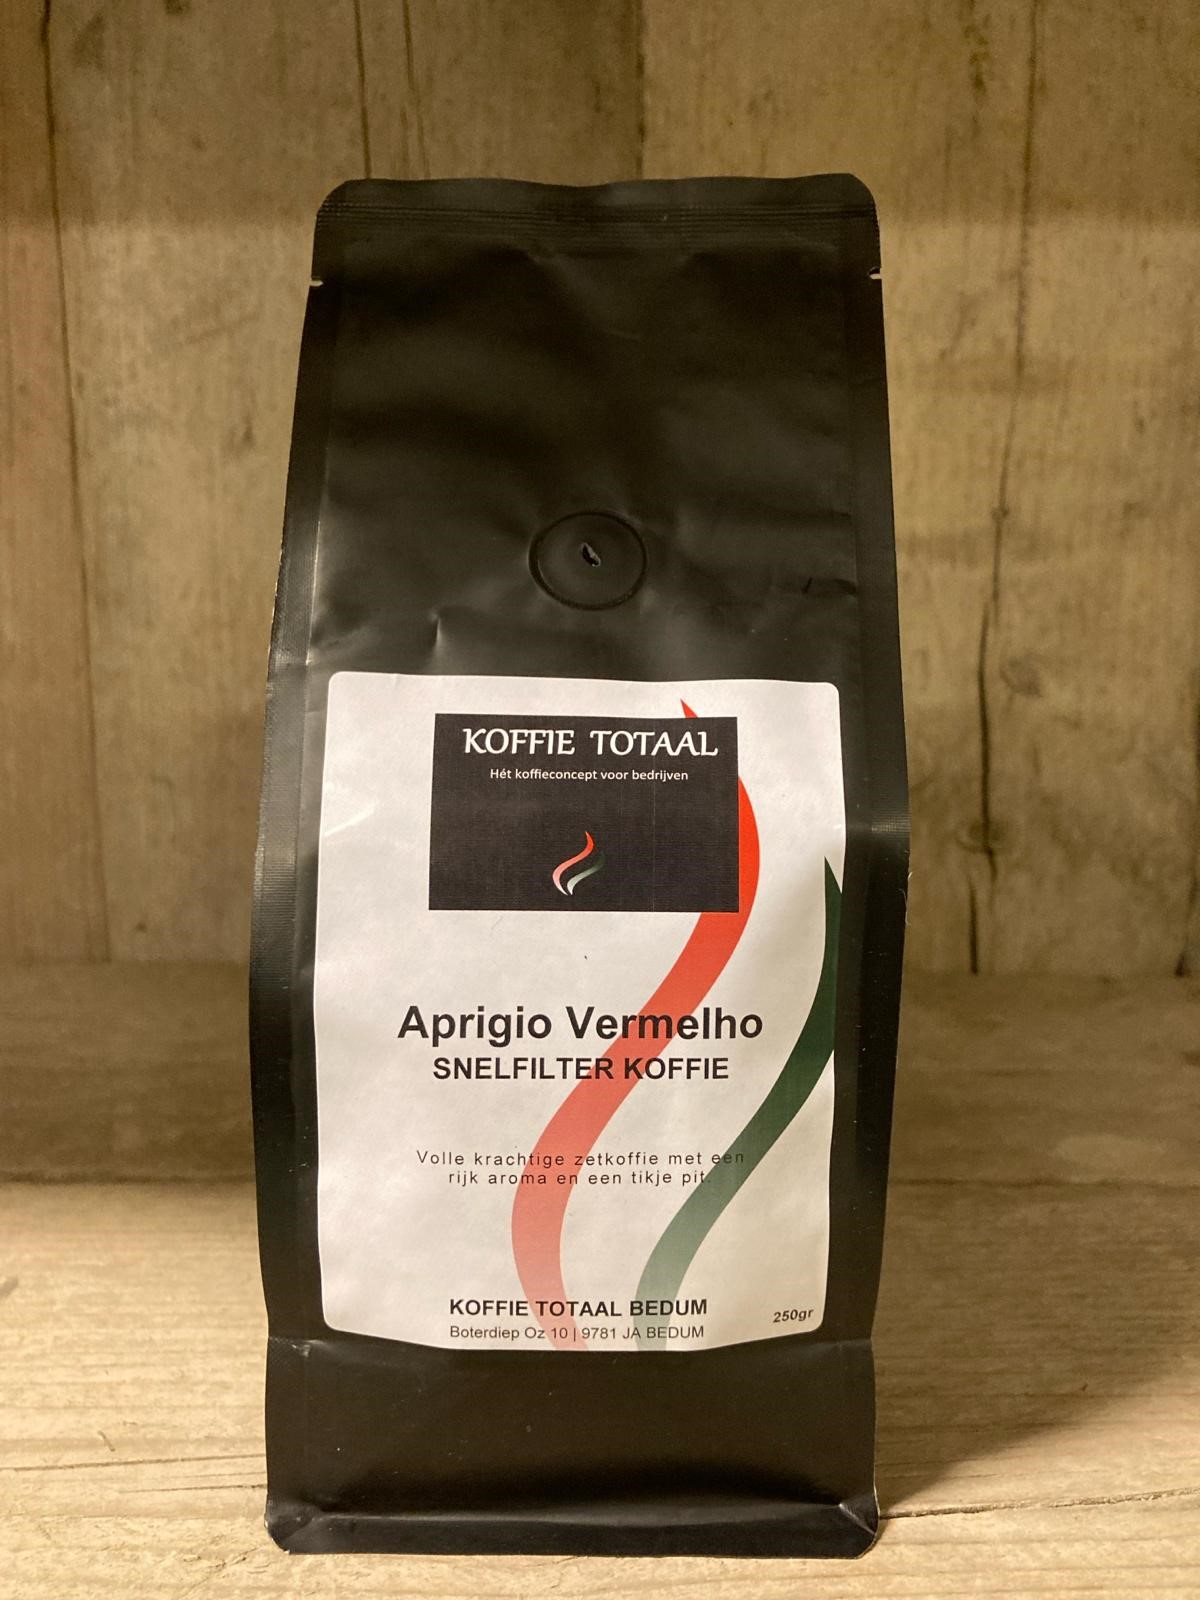 KOFFIE TOTAAL
Hét koffieconcept voor bedrijven
Aprigio Vermelho
SNELFILTER KOFFIE
Volle krachtige zetkoffie met een
rijk aroma en een tikje pit.
KOFFIE TOTAAL BEDUM
Boterdiep Oz 10 | 9781 JA BEDUM
250gr